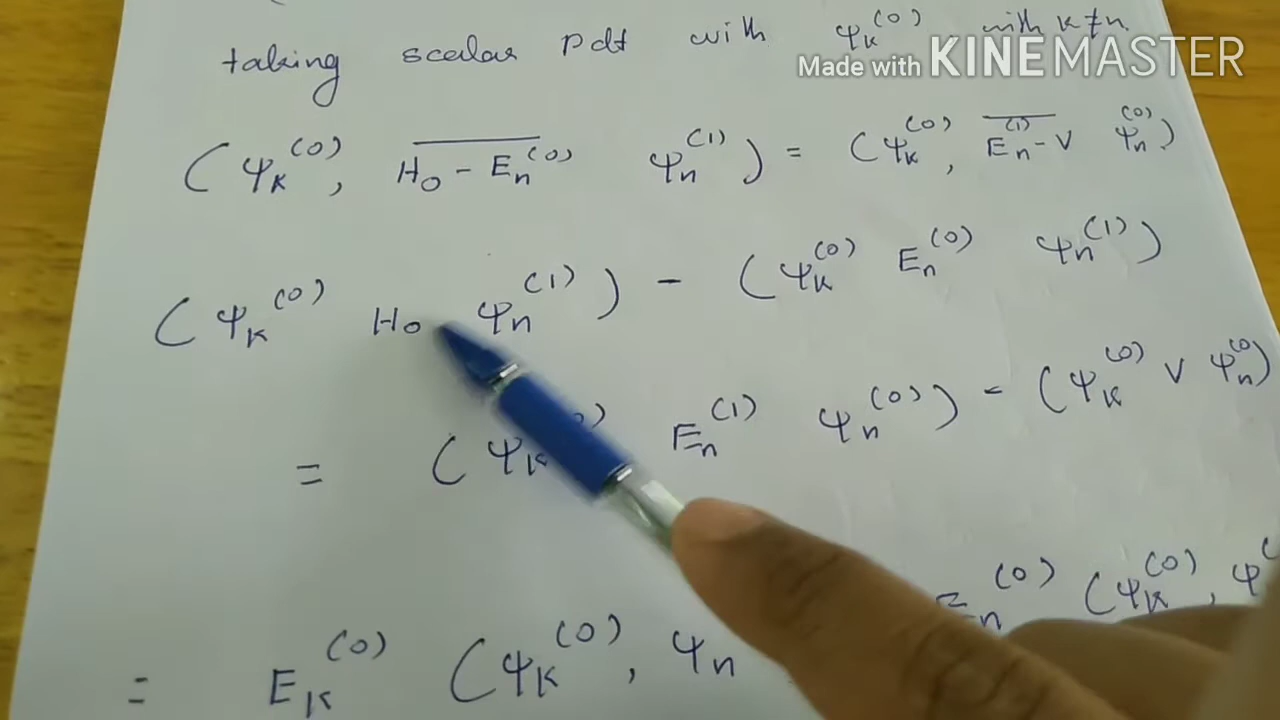 taking scalar pdt with ψₖ⁽⁰⁾ with k≠n
Made with KINEMASTER
(ψₖ⁽⁰⁾, H₀ - Eₙ⁽⁰⁾ ψₙ⁽¹⁾) = (ψₖ⁽⁰⁾, Eₙ⁽¹⁾ - V ψₙ⁽⁰⁾)
(ψₖ⁽⁰⁾ H₀ ψₙ⁽¹⁾) - (ψₖ⁽⁰⁾ Eₙ⁽⁰⁾ ψₙ⁽¹⁾)
= (ψₖ Eₙ⁽¹⁾ ψₙ⁽⁰⁾) - (ψₖ⁽⁰⁾ V ψₙ⁽⁰⁾)
= Eₖ⁽⁰⁾ (ψₖ⁽⁰⁾, ψₙ Eₙ⁽⁰⁾ (ψₖ⁽⁰⁾, ψ